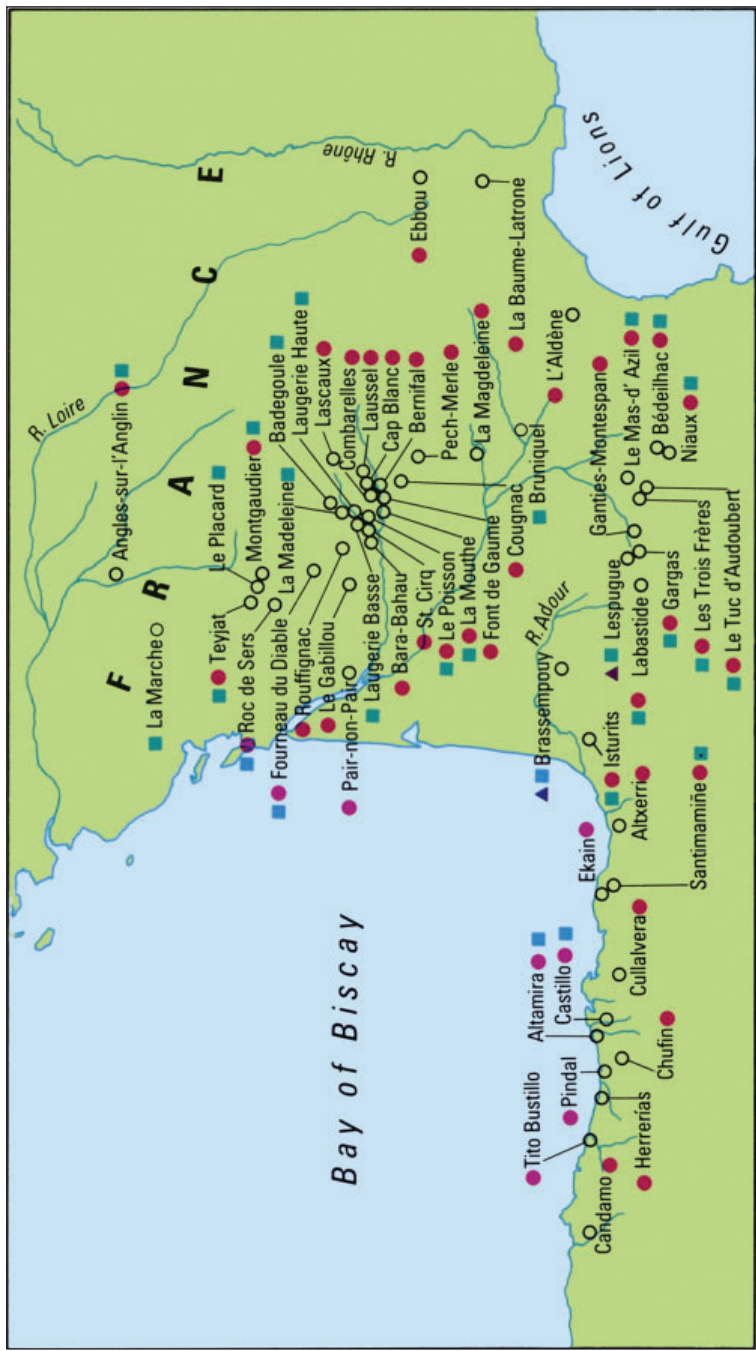 FRANCE
R. Loire
R. Rhône
Angles-sur-l'Anglin
La Marche
Le Placard
Montgaudier
Teyjat
Roc de Sers
La Madeleine
Fourneau du Diable
Rouffignac
Le Gabillou
Pair-non-Pair
Badegoule
Laugerie Haute
Lascaux
Combarelles
Laussel
Cap Blanc
Bernifal
Pech-Merle
La Magdeleine
Ebbou
La Baume-Latrone
L'Aldène
Laugerie Basse
Bara-Bahau
St. Cirq
Le Poisson
La Mouthe
Font de Gaume
Cougnac
Bruniquel
R. Adour
Brassempouy
Ganties-Montespan
Le Mas-d' Azil
Bédeilhac
Niaux
Lespugue
Labastide
Gargas
Les Trois Frères
Le Tuc d'Audoubert
Isturits
Altxerri
Ekain
Santimamiñe
Cullalvera
Altamira
Castillo
Chufin
Pindal
Tito Bustillo
Herrerías
Candamo
Bay of Biscay
Gulf of Lions